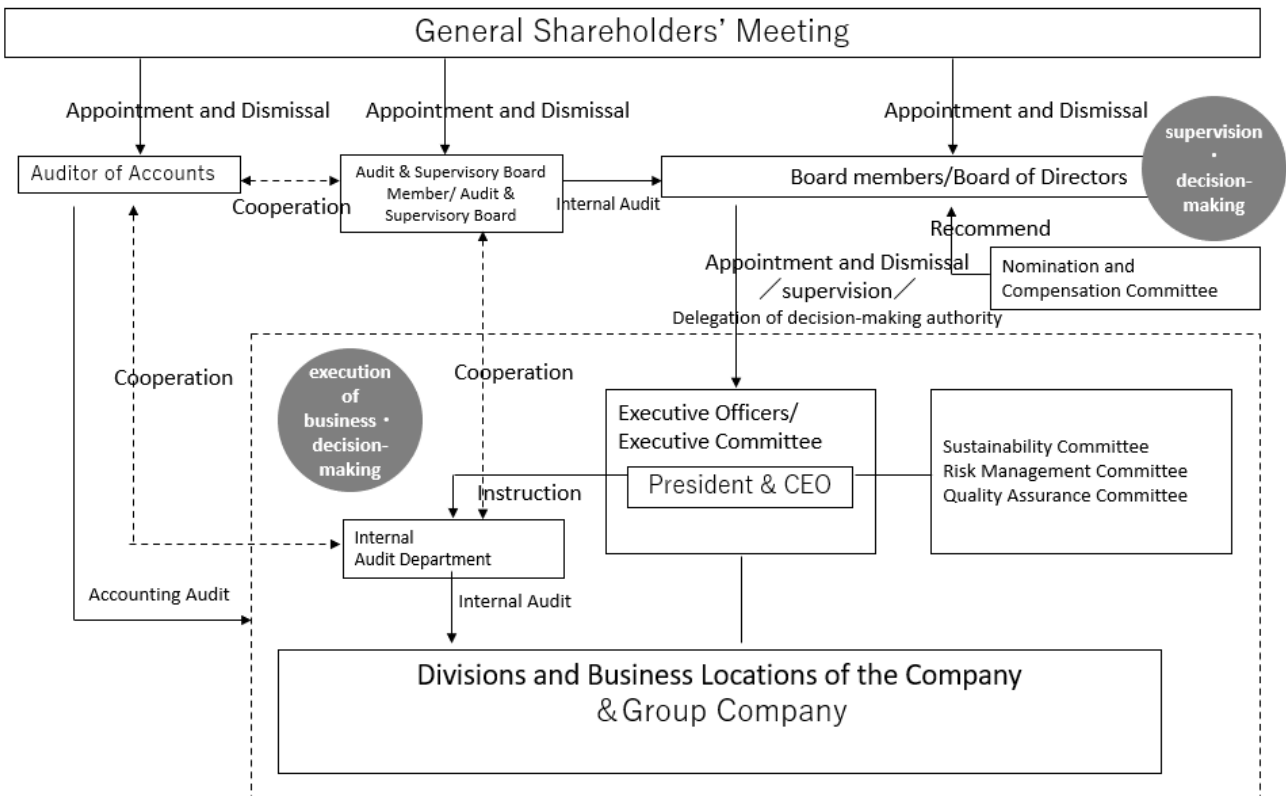 General Shareholders' Meeting
Appointment and Dismissal
Appointment and Dismissal
Appointment and Dismissal
supervision
・
decision-
making
Auditor of Accounts
Cooperation
Audit & Supervisory Board
Member/ Audit &
Supervisory Board
Internal Audit
Board members/Board of Directors
Recommend
Nomination and
Compensation Committee
Appointment and Dismissal
／supervision／
Delegation of decision-making authority
Cooperation
execution
of
business・
decision-
making
Cooperation
Executive Officers/
Executive Committee
President & CEO
Sustainability Committee
Risk Management Committee
Quality Assurance Committee
Instruction
Internal
Audit Department
Accounting Audit
Internal Audit
Divisions and Business Locations of the Company
&Group Company